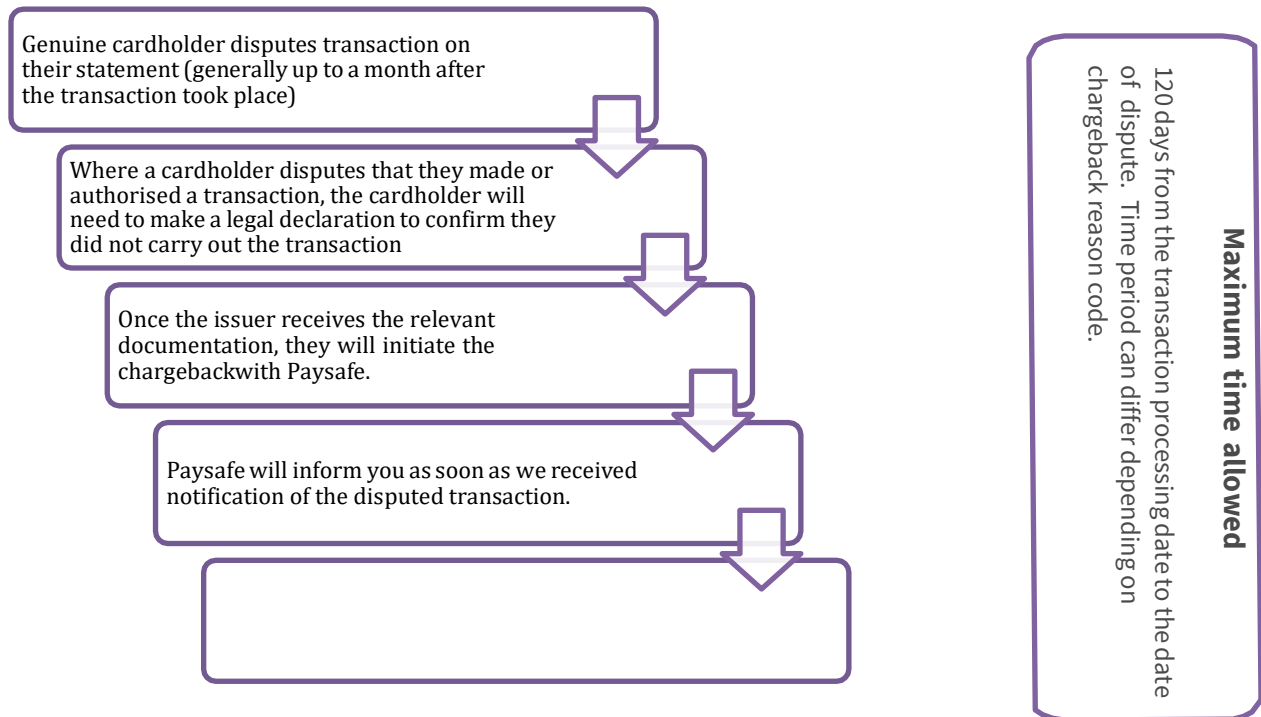 Genuine cardholder disputes transaction on
their statement (generally up to a month after
the transaction took place)
Where a cardholder disputes that they made or
authorised a transaction, the cardholder will
need to make a legal declaration to confirm they
did not carry out the transaction
Once the issuer receives the relevant
documentation, they will initiate the
chargebackwith Paysafe.
Paysafe will inform you as soon as we received
notification of the disputed transaction.
Maximum time allowed
120 days from the transaction processing date to the date
of dispute. Time period can differ depending on
chargeback reason code.